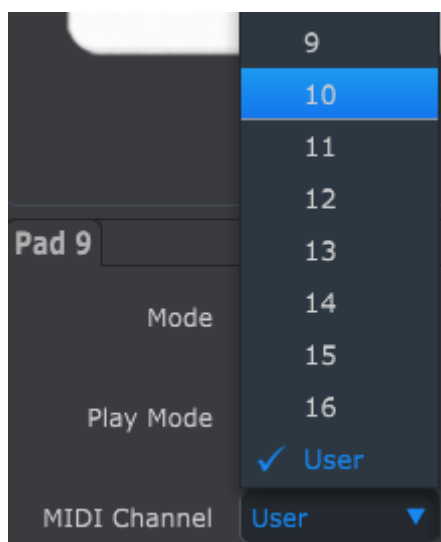 9
10
11
12
Pad 9
13
Mode
14
15
Play Mode
16
✓ User
MIDI Channel User ▼